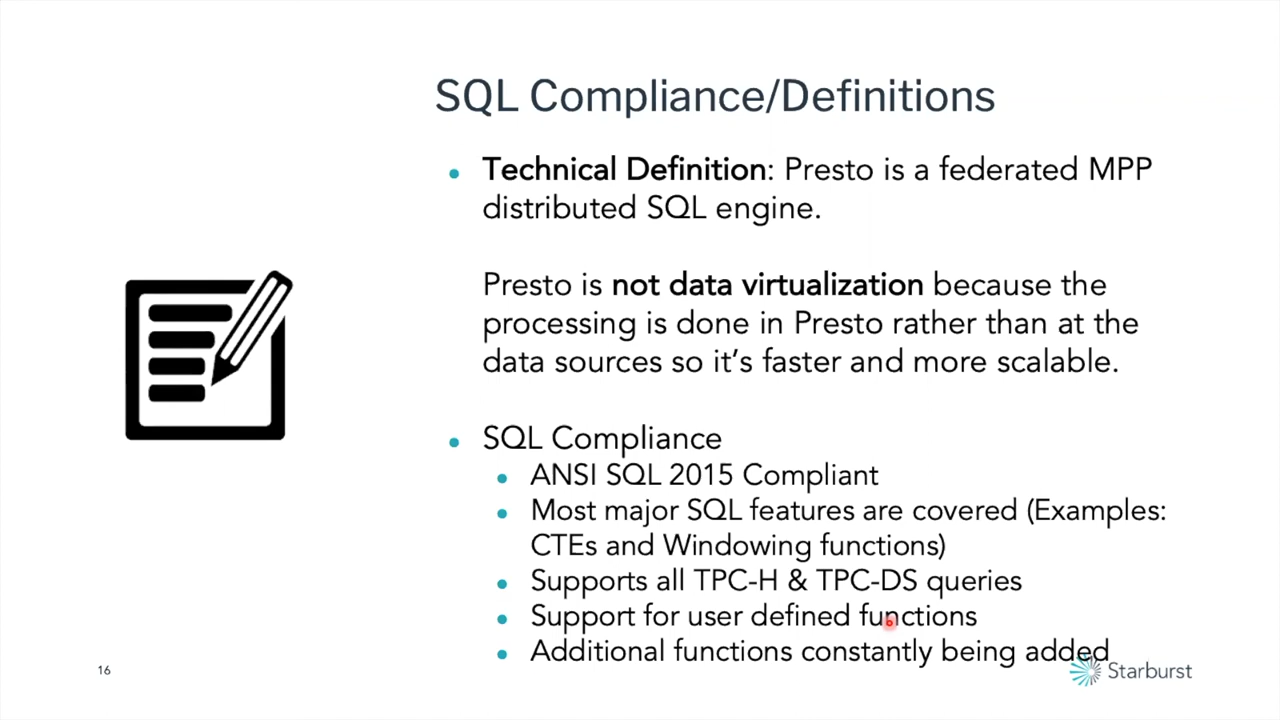 SQL Compliance/Definitions
• Technical Definition: Presto is a federated MPP
distributed SQL engine.
Presto is not data virtualization because the
processing is done in Presto rather than at the
data sources so it's faster and more scalable.
• SQL Compliance
• ANSI SQL 2015 Compliant
• Most major SQL features are covered (Examples:
CTEs and Windowing functions)
• Supports all TPC-H & TPC-DS queries
• Support for user defined functions
• Additional functions constantly being added
16
Starburst